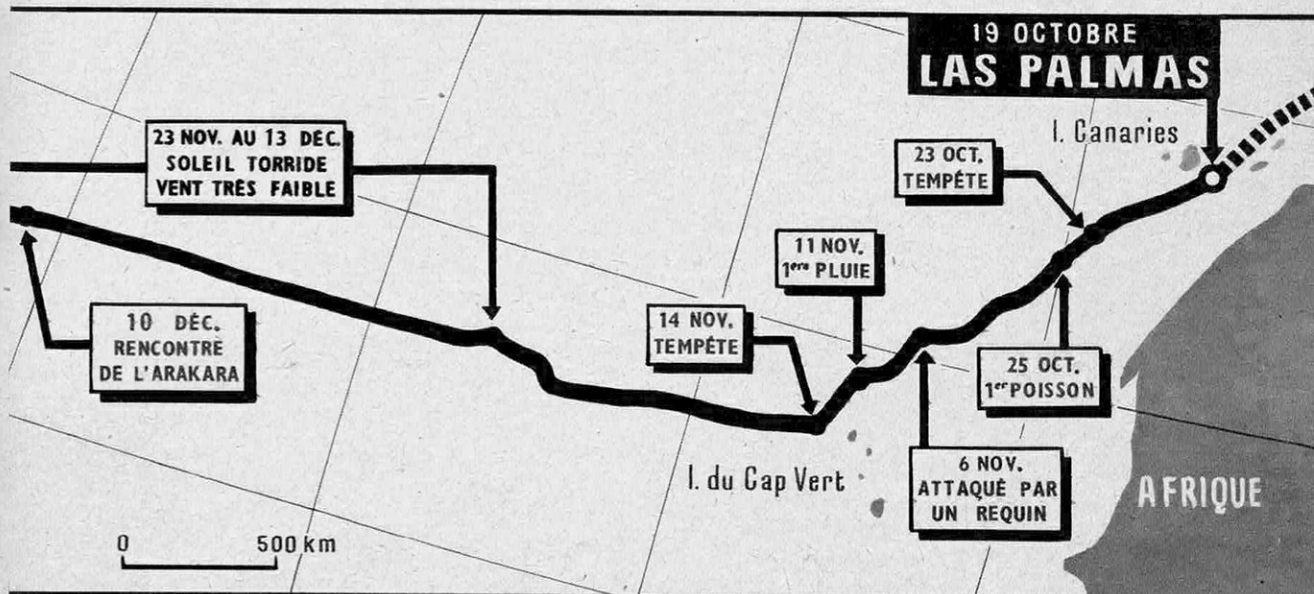 19 OCTOBRE
LAS PALMAS
I. Canaries
23 NOV. AU 13 DÉC.
SOLEIL TORRIDE
VENT TRÈS FAIBLE
23 OCT.
TEMPÊTE
11 NOV.
1ère PLUIE
10 DÉC.
RENCONTRE
DE L'ARAKARA
14 NOV.
TEMPÊTE
25 OCT.
1er POISSON
I. du Cap Vert
6 NOV.
ATTAQUÉ PAR
UN REQUIN
AFRIQUE
0 500 km